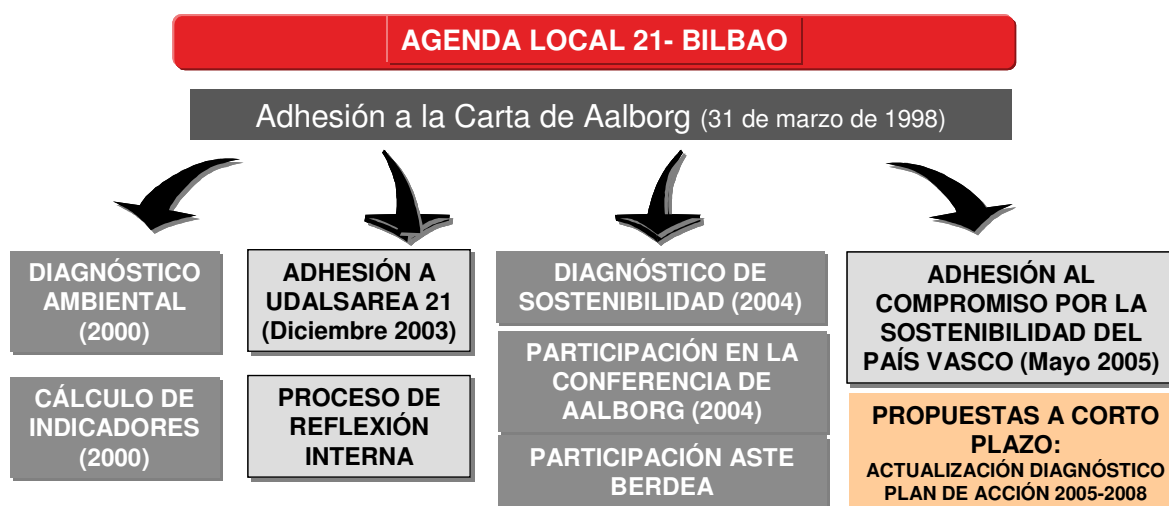 AGENDA LOCAL 21- BILBAO
Adhesión a la Carta de Aalborg (31 de marzo de 1998)
DIAGNÓSTICO
AMBIENTAL
(2000)
CÁLCULO DE
INDICADORES
(2000)
ADHESIÓN A
UDALSAREA 21
(Diciembre 2003)
PROCESO DE
REFLEXIÓN
INTERNA
DIAGNÓSTICO DE
SOSTENIBILIDAD (2004)
PARTICIPACIÓN EN LA
CONFERENCIA DE
AALBORG (2004)
PARTICIPACIÓN ASTE
BERDEA
ADHESIÓN AL
COMPROMISO POR LA
SOSTENIBILIDAD DEL
PAÍS VASCO (Mayo 2005)
PROPUESTAS A CORTO
PLAZO:
ACTUALIZACIÓN DIAGNÓSTICO
PLAN DE ACCIÓN 2005-2008